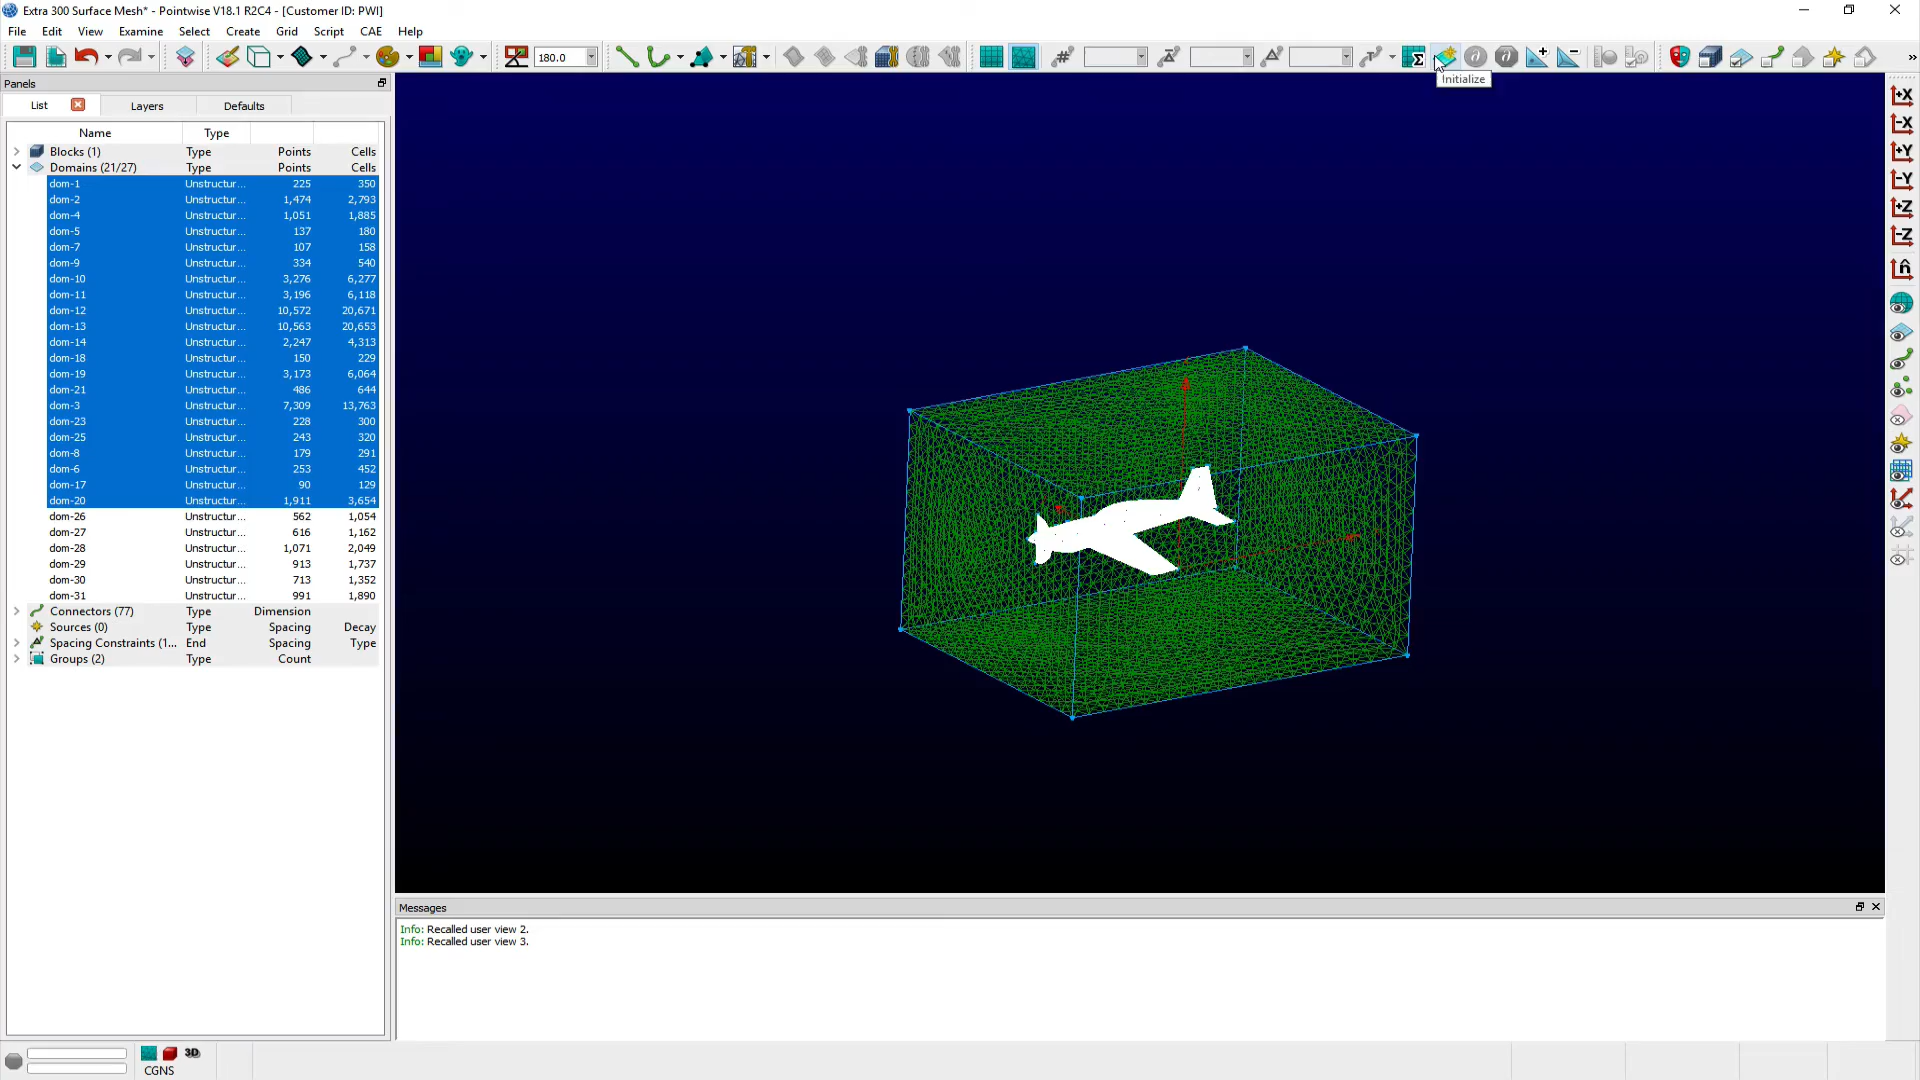 Extra 300 Surface Mesh* - Pointwise V18.1 R2C4 - [Customer ID: PWI]
File Edit View Examine Select Create Grid Script CAE Help
180.0
Initialize
Panels
List Layers Defaults
Name Type
Blocks (1) Type Points Cells
Domains (21/27) Type Points Cells
dom-1 Unstructur... 225 350
dom-2 Unstructur... 1,474 2,793
dom-4 Unstructur... 1,051 1,885
dom-5 Unstructur... 137 180
dom-7 Unstructur... 107 158
dom-9 Unstructur... 334 540
dom-10 Unstructur... 3,276 6,277
dom-11 Unstructur... 3,196 6,118
dom-12 Unstructur... 10,572 20,671
dom-13 Unstructur... 10,563 20,653
dom-14 Unstructur... 2,247 4,313
dom-18 Unstructur... 150 229
dom-19 Unstructur... 3,173 6,064
dom-21 Unstructur... 486 644
dom-3 Unstructur... 7,309 13,763
dom-23 Unstructur... 228 300
dom-25 Unstructur... 243 320
dom-8 Unstructur... 179 291
dom-6 Unstructur... 253 452
dom-17 Unstructur... 90 129
dom-20 Unstructur... 1,911 3,654
dom-26 Unstructur... 562 1,054
dom-27 Unstructur... 616 1,162
dom-28 Unstructur... 1,071 2,049
dom-29 Unstructur... 913 1,737
dom-30 Unstructur... 713 1,352
dom-31 Unstructur... 991 1,890
Connectors (77) Type Dimension
Sources (0) Type Spacing Decay
Spacing Constraints (1... End Spacing Type
Groups (2) Type Count
+X
-X
+Y
-Y
+Z
-Z
n̂
Messages
Info: Recalled user view 2.
Info: Recalled user view 3.
3D
CGNS